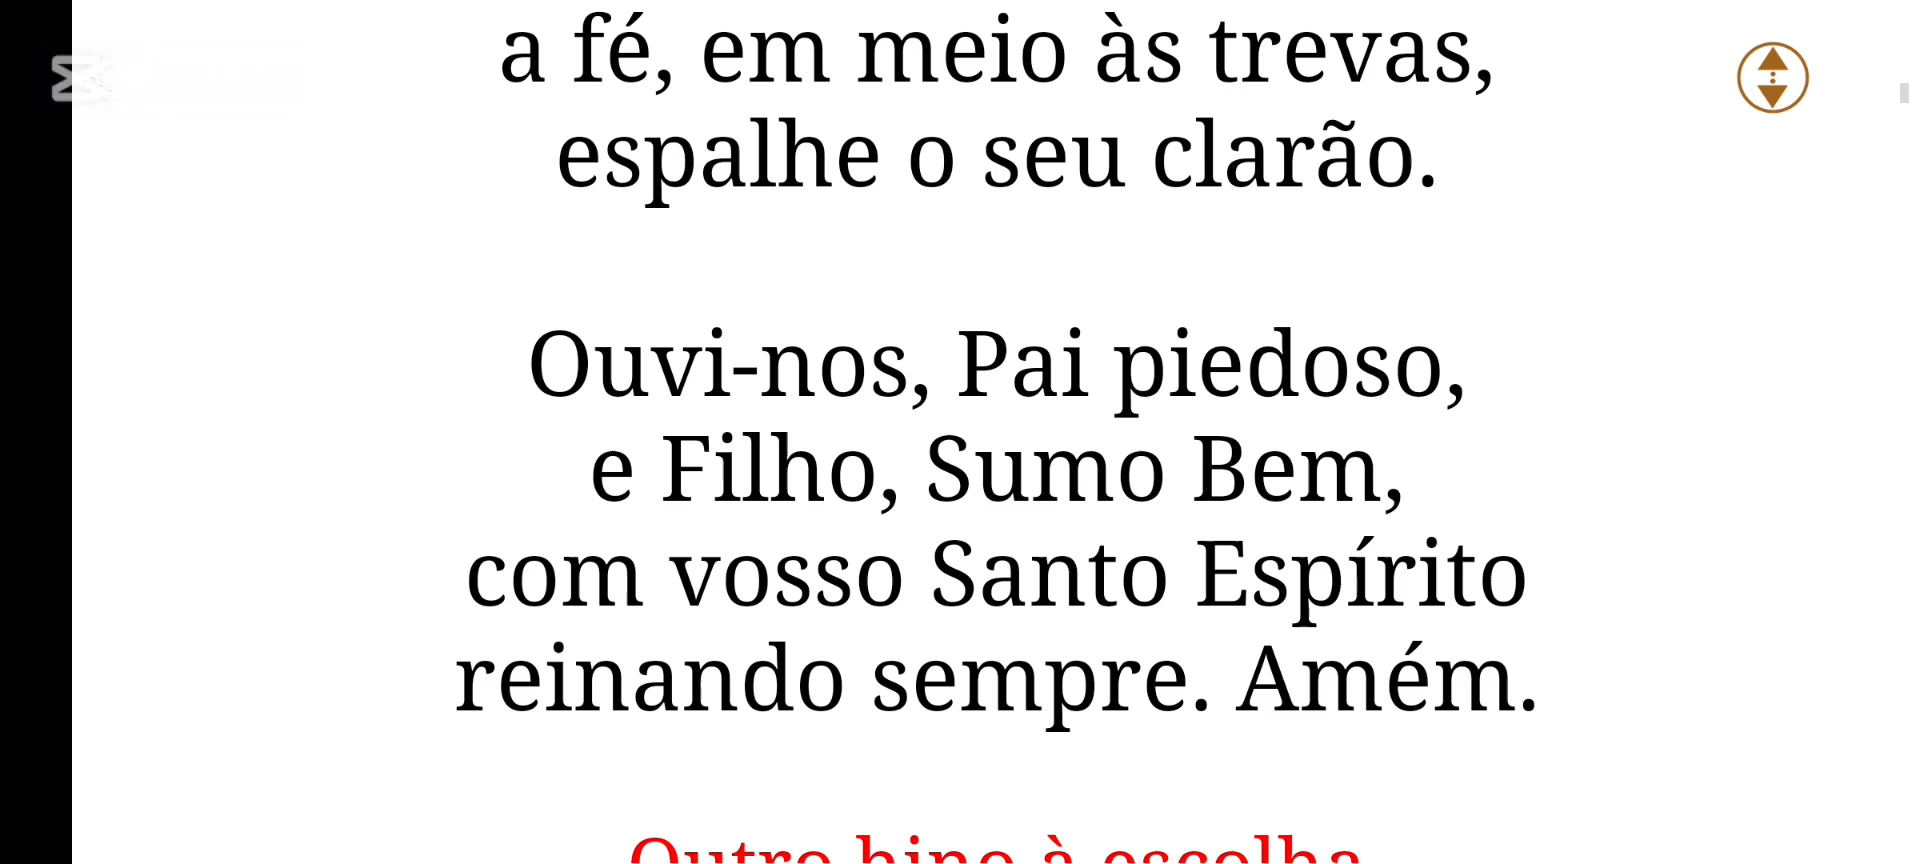 a fé, em meio às trevas,
espalhe o seu clarão.
Ouvi-nos, Pai piedoso,
e Filho, Sumo Bem,
com vosso Santo Espírito
reinando sempre. Amém.
Outro hino à escolha